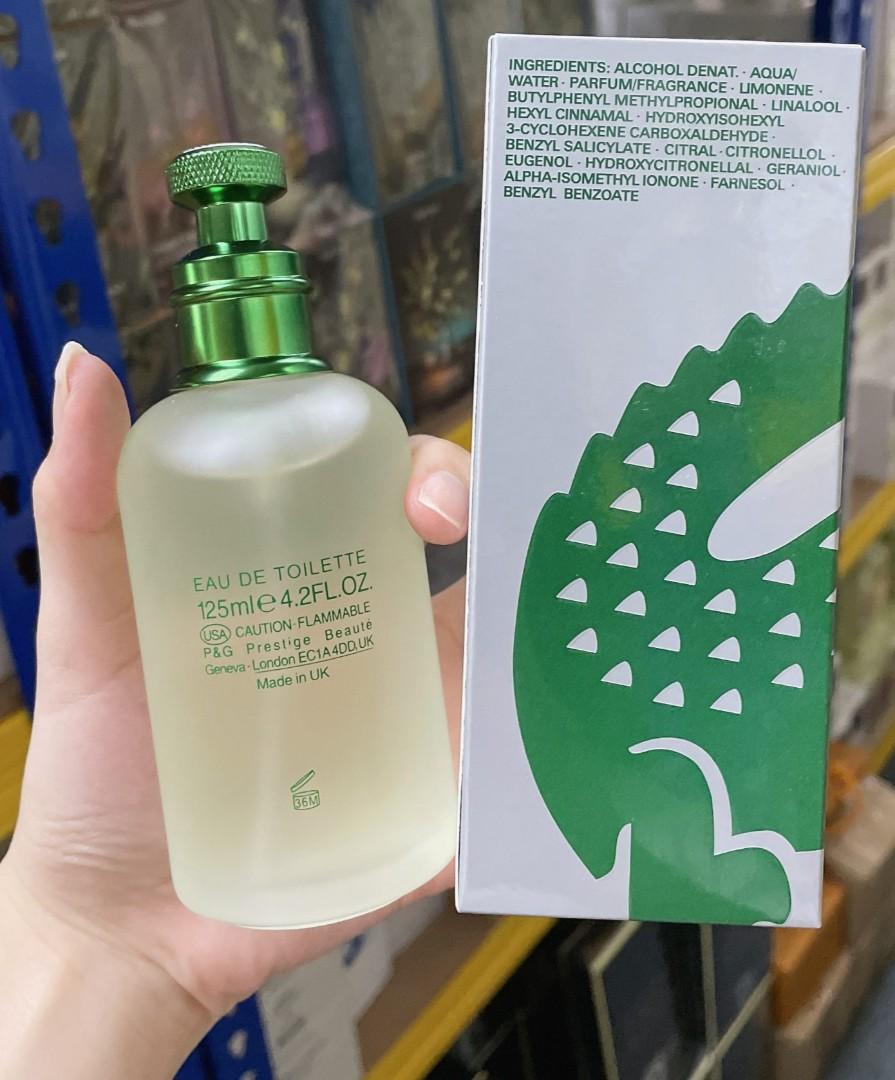 EAU DE TOILETTE
125ml℮4.2FL.OZ.
USA CAUTION·FLAMMABLE
P&G Prestige Beauté
Geneva·London EC1A4DD,UK
Made in UK
36M
INGREDIENTS: ALCOHOL DENAT. · AQUA/
WATER · PARFUM/FRAGRANCE · LIMONENE ·
BUTYLPHENYL METHYLPROPIONAL · LINALOOL ·
HEXYL CINNAMAL · HYDROXYISOHEXYL
3-CYCLOHEXENE CARBOXALDEHYDE ·
BENZYL SALICYLATE · CITRAL · CITRONELLOL ·
EUGENOL · HYDROXYCITRONELLAL · GERANIOL ·
ALPHA-ISOMETHYL IONONE · FARNESOL ·
BENZYL BENZOATE